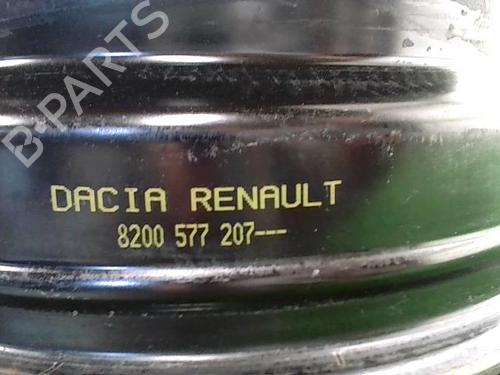 B-PARTS
DACIA RENAULT
8200 577 207---